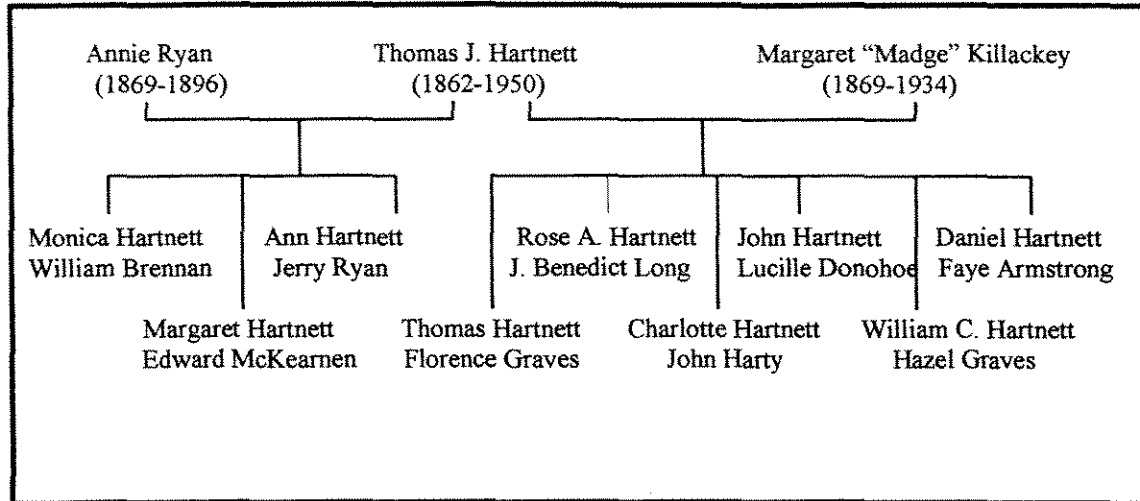 Annie Ryan
(1869-1896)
Thomas J. Hartnett
(1862-1950)
Margaret “Madge” Killackey
(1869-1934)
Monica Hartnett
William Brennan
Ann Hartnett
Jerry Ryan
Rose A. Hartnett
J. Benedict Long
John Hartnett
Lucille Donohoe
Daniel Hartnett
Faye Armstrong
Margaret Hartnett
Edward McKearnen
Thomas Hartnett
Florence Graves
Charlotte Hartnett
John Harty
William C. Hartnett
Hazel Graves